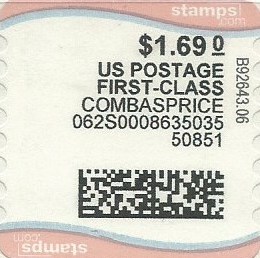 stamps.com
$1.69 0
US POSTAGE
FIRST-CLASS
COMBASPRICE
062S0008635035
50851
B92643.06
stamps.com